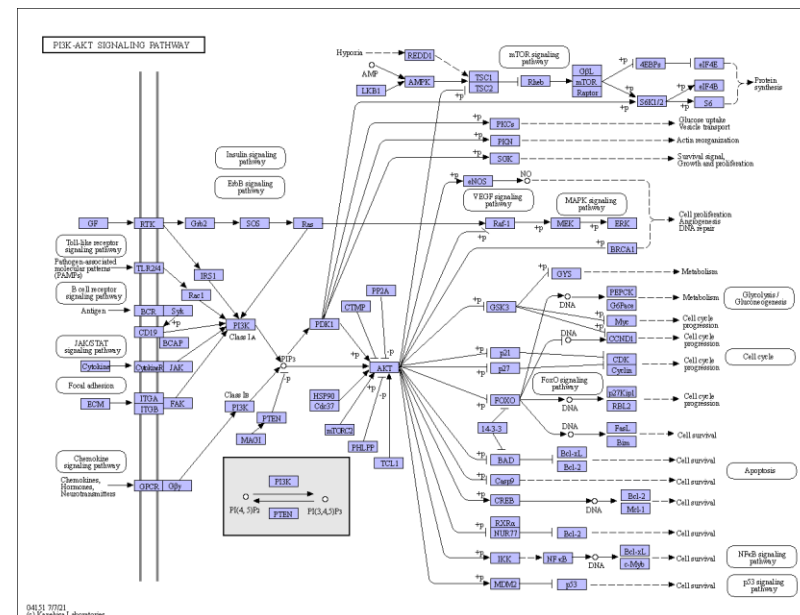 PI3K-AKT SIGNALING PATHWAY
Hypoxia
REDD1
mTOR signaling
pathway
AMP
LKB1
AMPK
TSC1
TSC2
Rheb
GβL
mTOR
Raptor
+p
4EBPs
eIF4E
S6K1/2
+p
eIF4B
+p
S6
Protein
synthesis
+p
+p
PKCs
Glucose uptake
Vesicle transport
+p
PKN
Actin reorganization
+p
SGK
Survival signal,
Growth and proliferation
Insulin signaling
pathway
ErbB signaling
pathway
+p
eNOS
NO
VEGF signaling
pathway
MAPK signaling
pathway
GF
RTK
Grb2
SOS
Ras
Raf-1
MEK
ERK
+p
+p
+p
BRCA1
Cell proliferation
Angiogenesis
DNA repair
Toll-like receptor
signaling pathway
Pathogen-associated
molecular patterns
(PAMPs)
TLR2/4
IRS1
Rac1
B cell receptor
signaling pathway
Antigen
BCR
Syk
CD19
+p
BCAP
PI3K
Class IA
JAK/STAT
signaling pathway
Cytokine
CytokineR
JAK
Focal adhesion
ECM
ITGA
ITGB
FAK
Class IB
PI3K
PIP3
-p
PTEN
MAGI
Chemokine
signaling pathway
Chemokines,
Hormones,
Neurotransmitters
GPCR
Gβγ
PI3K
PI(4,5)P2
PI(3,4,5)P3
PTEN
PDK1
CTMP
PP2A
+p
-p
AKT
HSP90
Cdc37
mTORC2
+p
-p
PHLPP
TCL1
+p
GSK3
GYS
Metabolism
DNA
PEPCK
G6Pase
Metabolism
Glycolysis /
Gluconeogenesis
+p
Myc
Cell cycle
progression
+p
DNA
CCND1
Cell cycle
progression
+p
p21
+p
p27
CDK
Cyclin
Cell cycle
progression
Cell cycle
FoxO signaling
pathway
+p
FOXO
DNA
p27Kip1
RBL2
Cell cycle
progression
14-3-3
DNA
FasL
Bim
Cell survival
+p
BAD
Bcl-xL
Bcl-2
Cell survival
Apoptosis
+p
Casp9
Cell survival
+p
CREB
DNA
Bcl-2
Mcl-1
Cell survival
+p
RXRα
NUR77
Bcl-2
Cell survival
+p
IKK
NFκB
DNA
Bcl-xL
c-Myb
Cell survival
NFκB signaling
pathway
+p
MDM2
p53
Cell survival
p53 signaling
pathway
04151 7/7/21
(c) Kanehisa Laboratories